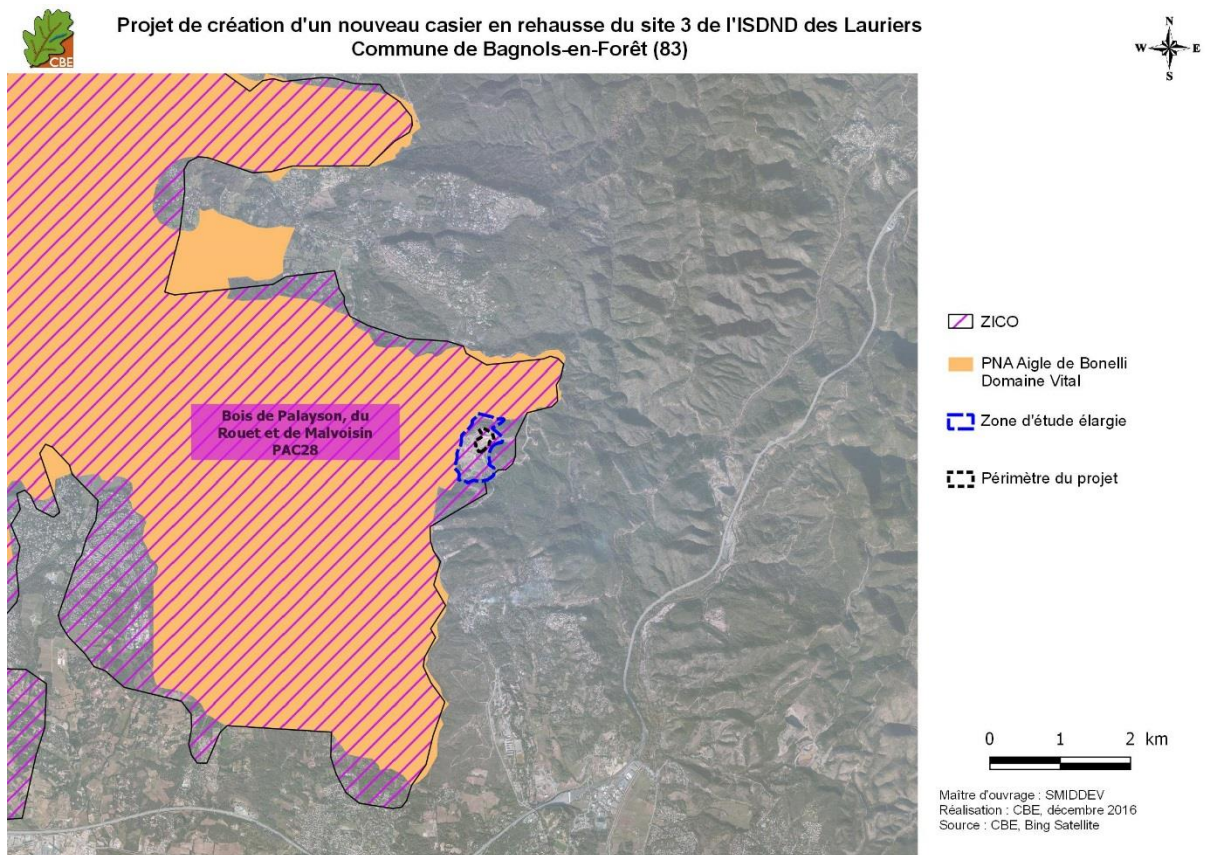 Projet de création d'un nouveau casier en rehausse du site 3 de l'ISDND des Lauriers
Commune de Bagnols-en-Forêt (83)
CBE
N
W E
S
Bois de Palayson, du
Rouet et de Malvoisin
PAC28
ZICO
PNA Aigle de Bonelli
Domaine Vital
Zone d'étude élargie
Périmètre du projet
0 1 2 km
Maître d'ouvrage : SMIDDEV
Réalisation : CBE, décembre 2016
Source : CBE, Bing Satellite